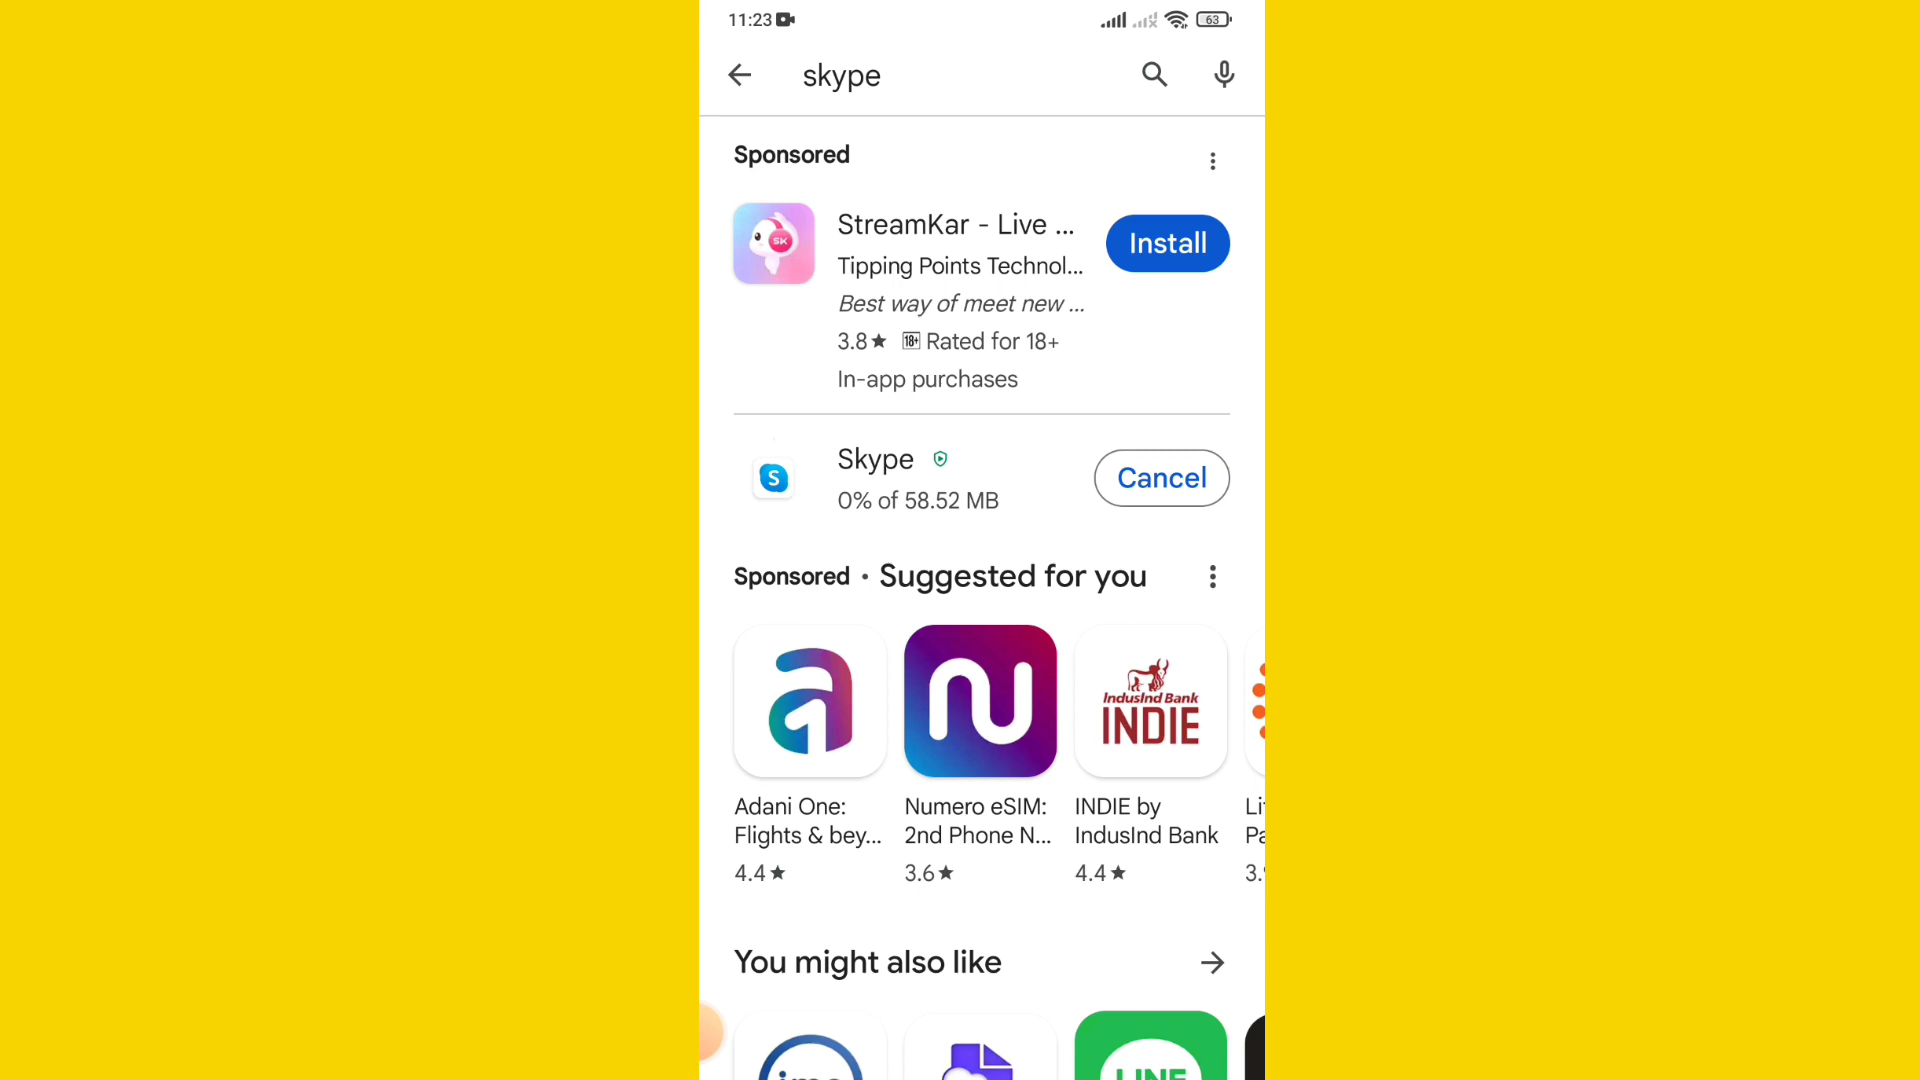 11:23
63
skype
Sponsored
SK
StreamKar - Live ...
Install
Tipping Points Technol...
Best way of meet new ...
3.8★ 18+ Rated for 18+
In-app purchases
S
Skype
Cancel
0% of 58.52 MB
Sponsored • Suggested for you
IndusInd Bank
INDIE
Adani One:
Flights & bey...
4.4★
Numero eSIM:
2nd Phone N...
3.6★
INDIE by
IndusInd Bank
4.4★
You might also like
LINE